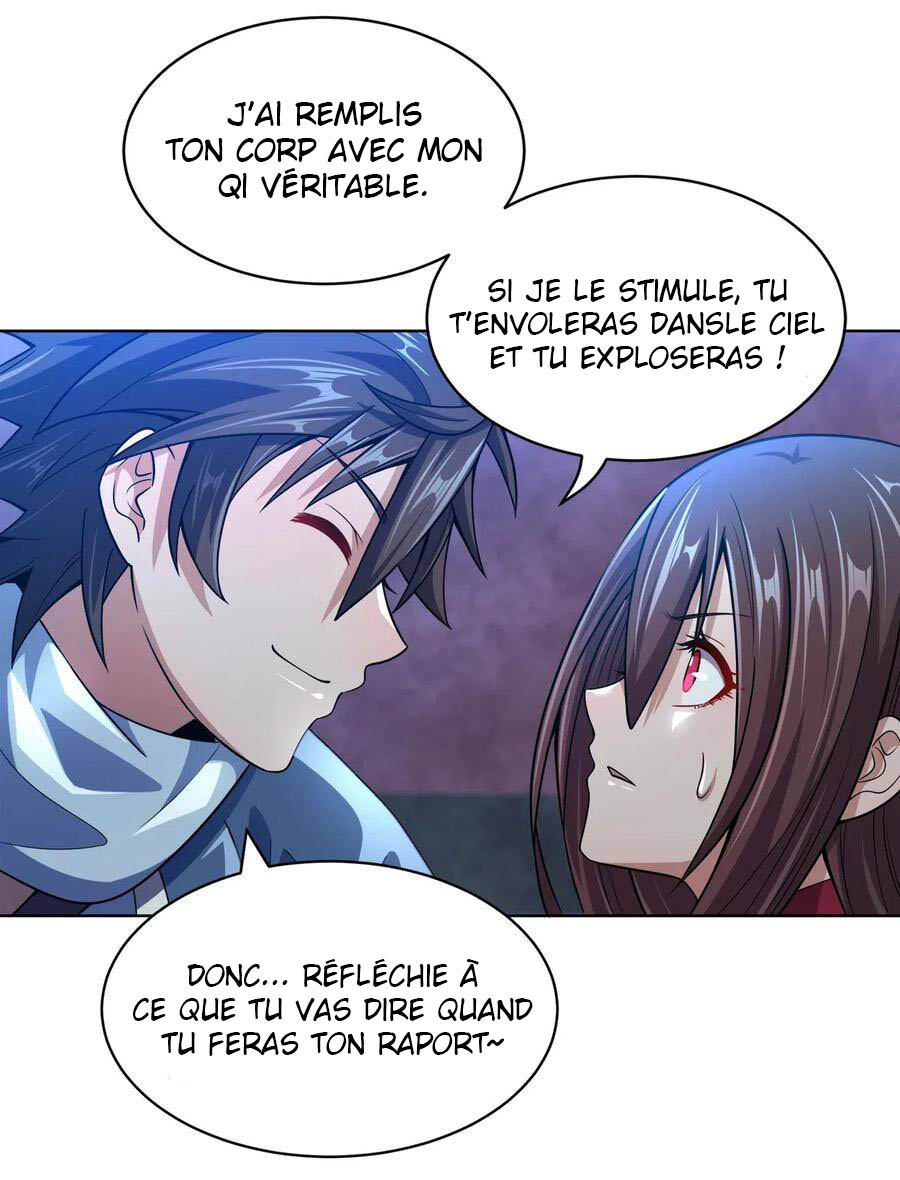 J'AI REMPLIS
TON CORP AVEC MON
QI VÉRITABLE.
SI JE LE STIMULE, TU
T'ENVOLERAS DANSLE CIEL
ET TU EXPLOSERAS !
DONC... RÉFLÉCHIE À
CE QUE TU VAS DIRE QUAND
TU FERAS TON RAPORT~